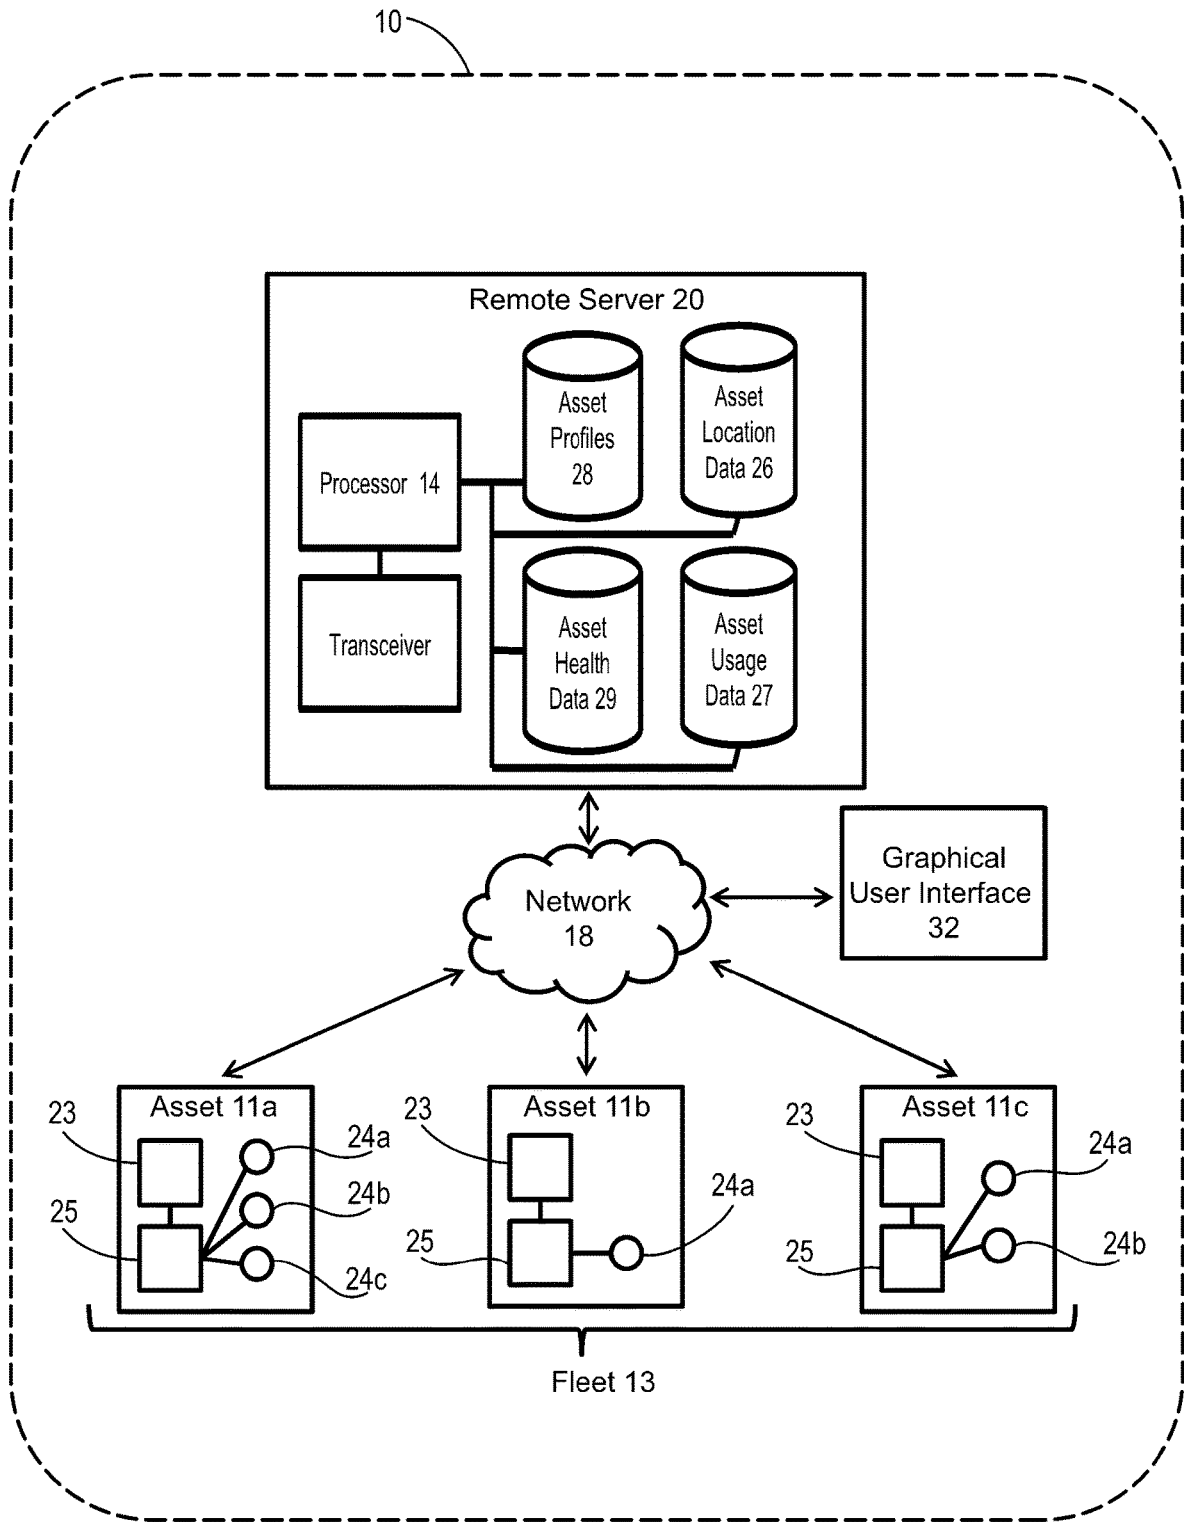 10
Remote Server 20
Asset
Profiles
28
Asset
Location
Data 26
Processor 14
Transceiver
Asset
Health
Data 29
Asset
Usage
Data 27
Network
18
Graphical
User Interface
32
Asset 11a
23
25
24a
24b
24c
Asset 11b
23
25
24a
Asset 11c
23
25
24a
24b
Fleet 13